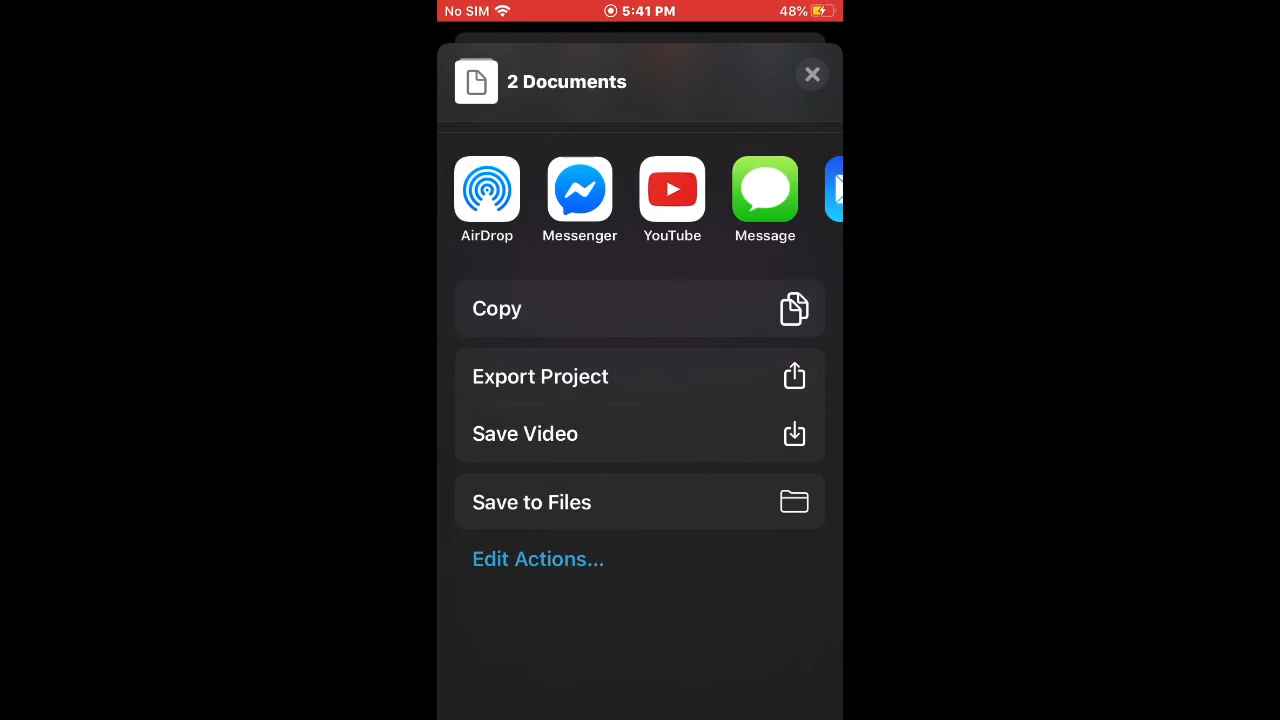 No SIM 5:41 PM 48%
2 Documents
AirDrop Messenger YouTube Message
Copy
Export Project
Save Video
Save to Files
Edit Actions...